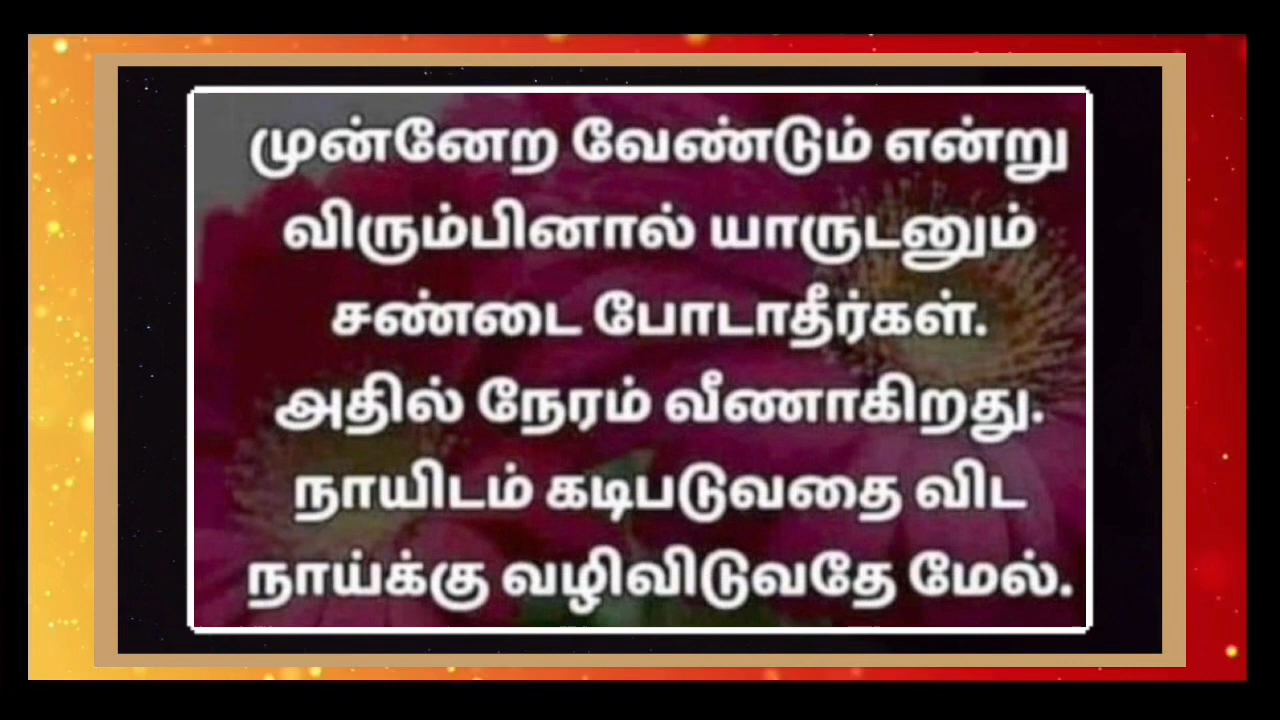 முன்னேற வேண்டும் என்று
விரும்பினால் யாருடனும்
சண்டை போடாதீர்கள்.
அதில் நேரம் வீணாகிறது.
நாயிடம் கடிபடுவதை விட
நாய்க்கு வழிவிடுவதே மேல்.